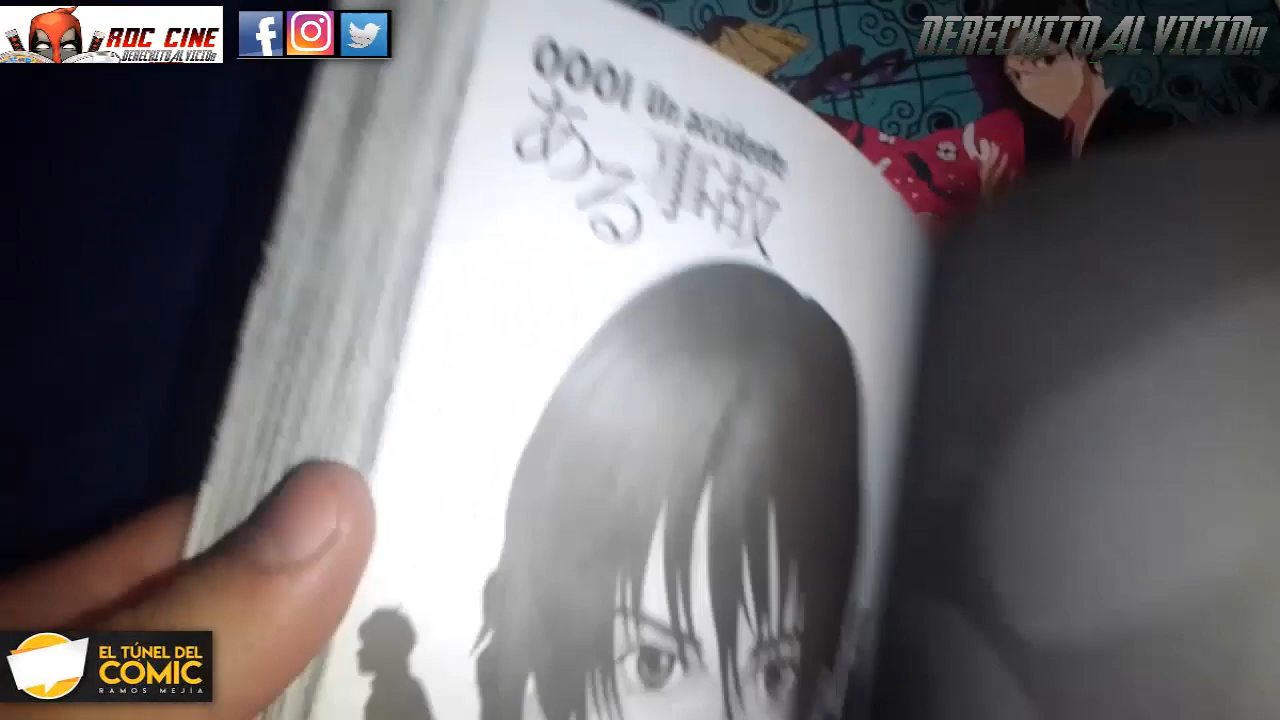 ROC CINE
DERECHITO AL VICIO!!
DERECHITO AL VICIO!!
0001 Un accidente
ある事故
EL TÚNEL DEL
CÓMIC
RAMOS MEJÍA